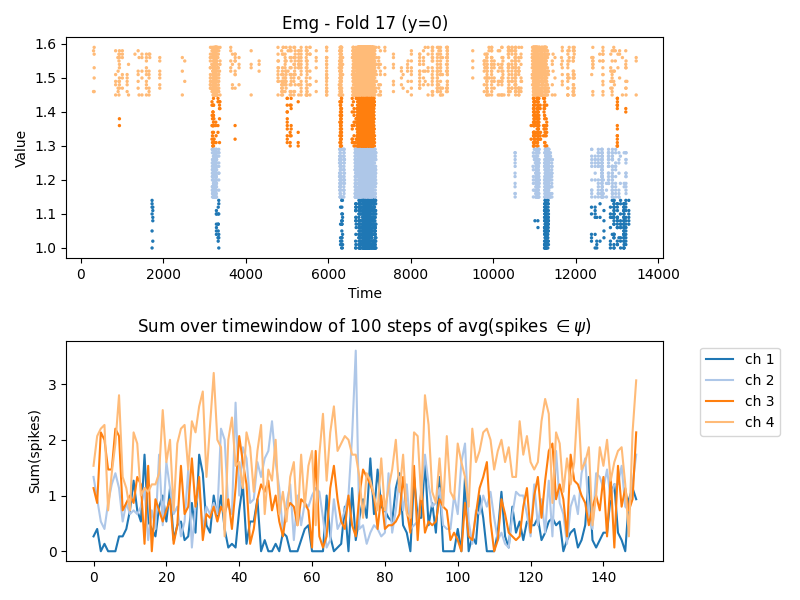 Emg - Fold 17 (y=0)
Value
1.6
1.5
1.4
1.3
1.2
1.1
1.0
0 2000 4000 6000 8000 10000 12000 14000
Time
Sum over timewindow of 100 steps of avg(spikes ∈ψ)
Sum(spikes)
3
2
1
0
0 20 40 60 80 100 120 140
ch 1
ch 2
ch 3
ch 4